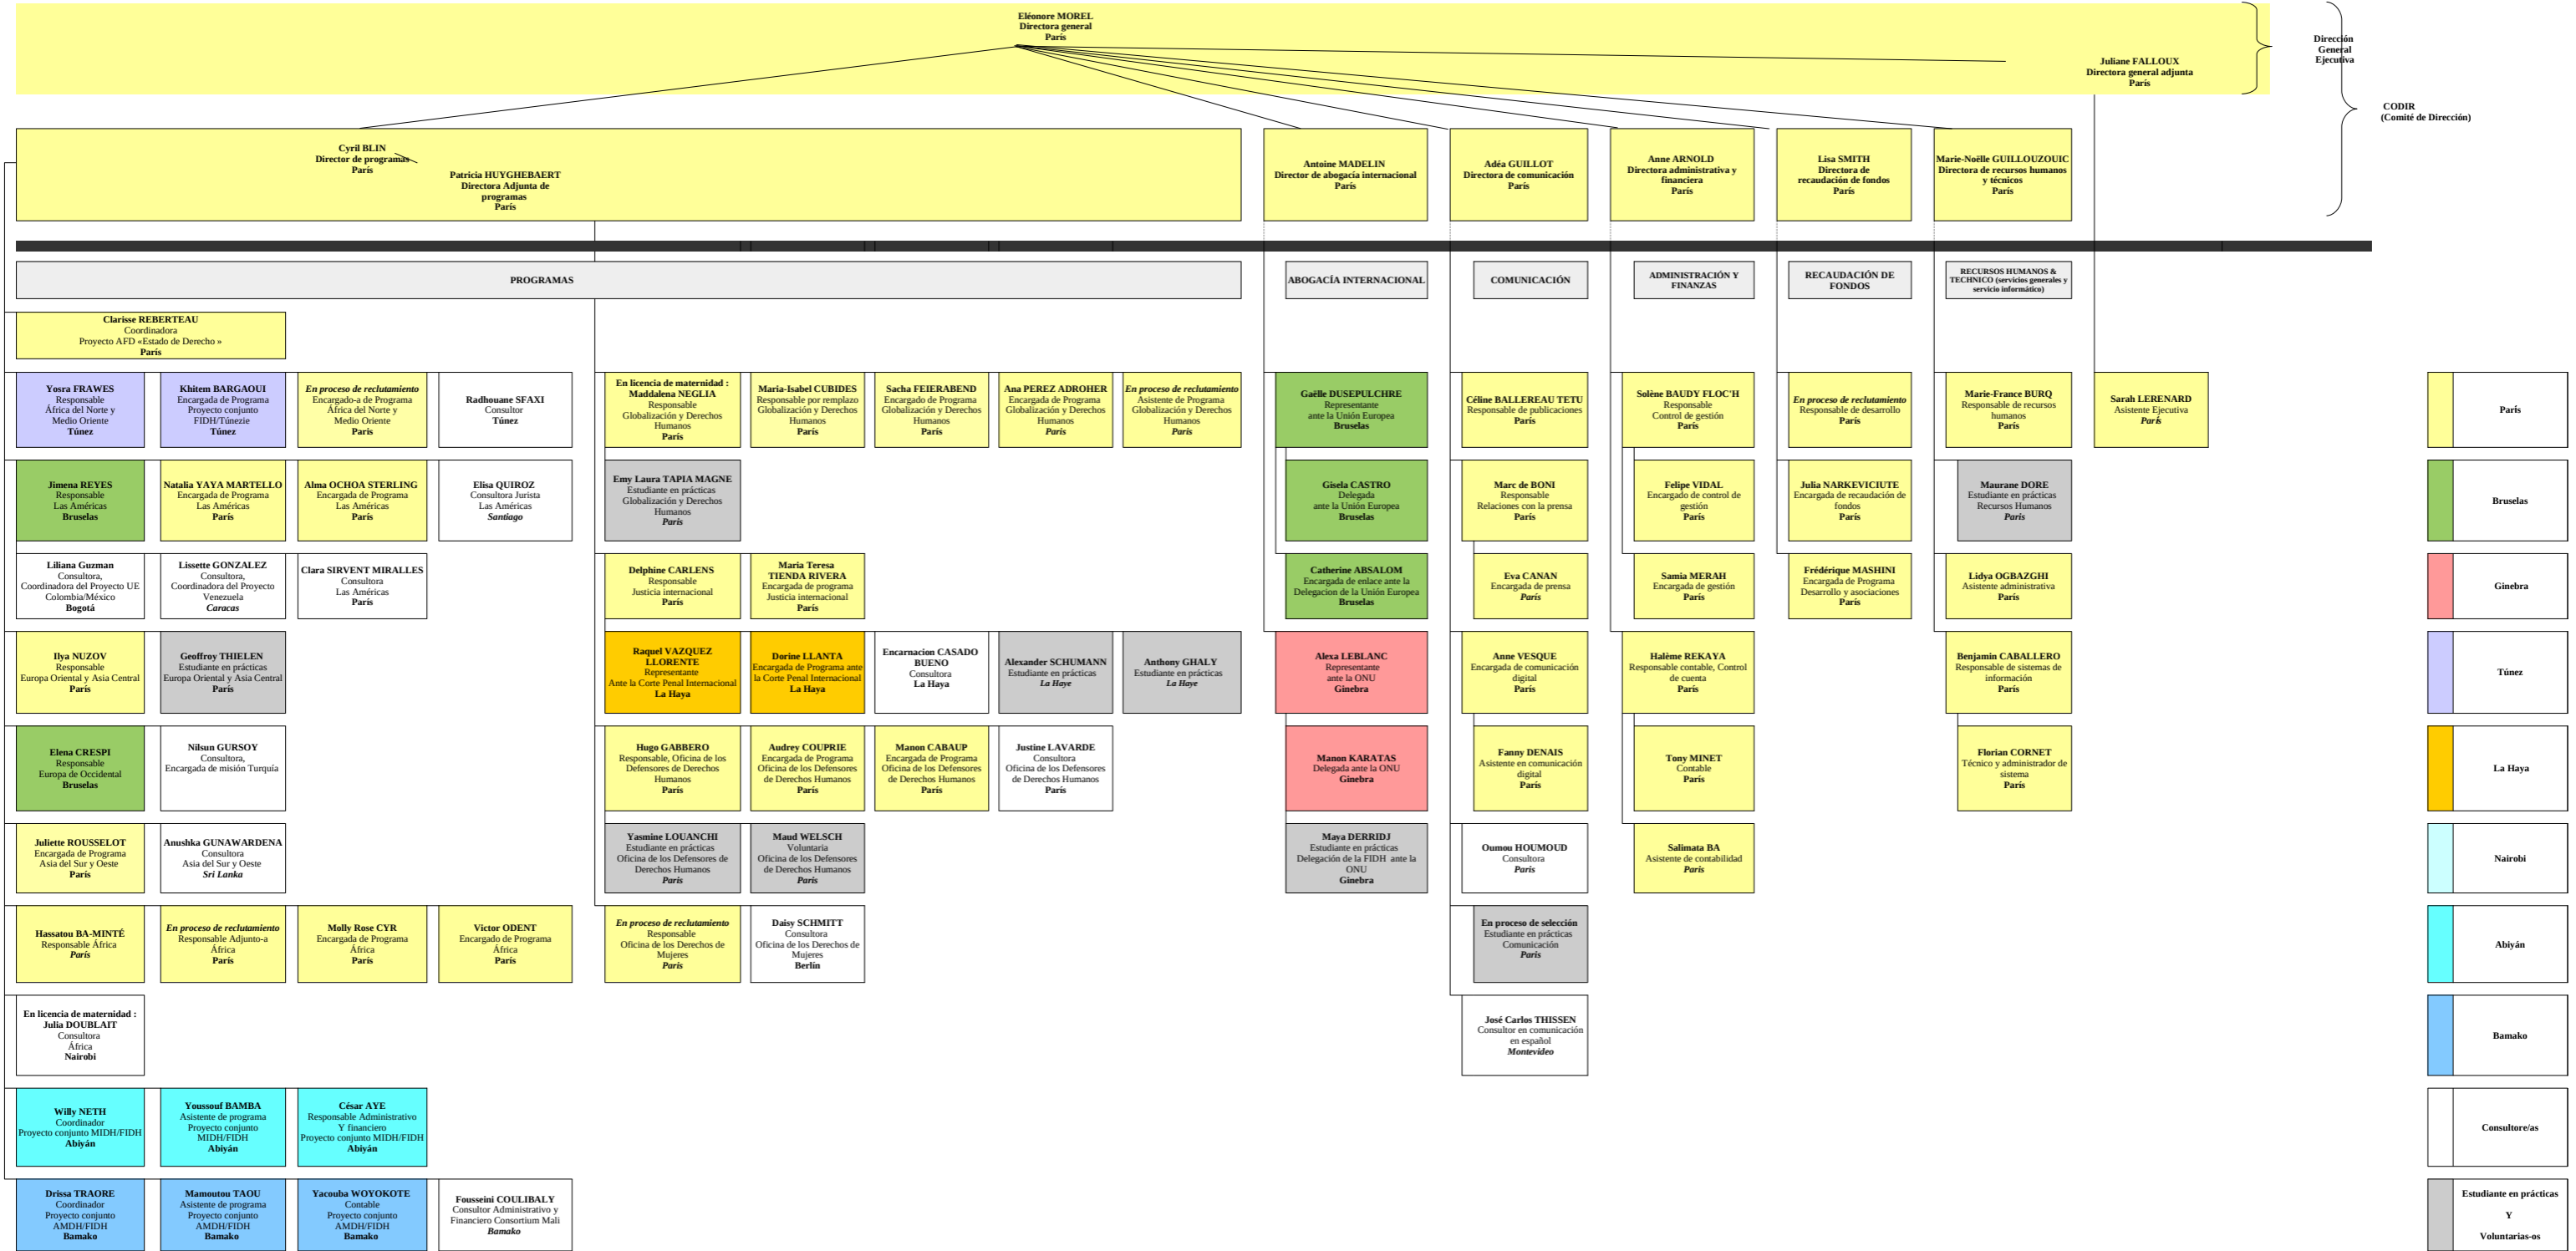 Eléonore MOREL
Directora general
París
Juliane FALLOUX
Directora general adjunta
París
Dirección
General
Ejecutiva
CODIR
(Comité de Dirección)
Cyril BLIN
Director de programas
París
Patricia HUYGHEBAERT
Directora Adjunta de
programas
París
Antoine MADELIN
Director de abogacía internacional
París
Adéa GUILLOT
Directora de comunicación
París
Anne ARNOLD
Directora administrativa y
financiera
París
Lisa SMITH
Directora de
recaudación de fondos
París
Marie-Noëlle GUILLOUZOUIC
Directora de recursos humanos
y técnicos
París
PROGRAMAS
ABOGACÍA INTERNACIONAL
COMUNICACIÓN
ADMINISTRACIÓN Y
FINANZAS
RECAUDACIÓN DE
FONDOS
RECURSOS HUMANOS &
TECHNICO (servicios generales y
servicio informático)
Clarisse REBERTEAU
Coordinadora
Proyecto AFD «Estado de Derecho »
París
Yosra FRAWES
Responsable
África del Norte y
Medio Oriente
Túnez
Khitem BARGAOUI
Encargada de Programa
Proyecto conjunto
FIDH/Túnezie
Túnez
En proceso de reclutamiento
Encargado-a de Programa
África del Norte y
Medio Oriente
París
Radhouane SFAXI
Consultor
Túnez
En licencia de maternidad :
Maddalena NEGLIA
Responsable
Globalización y Derechos
Humanos
París
Maria-Isabel CUBIDES
Responsable por remplazo
Globalización y Derechos
Humanos
París
Sacha FEIERABEND
Encargado de Programa
Globalización y Derechos
Humanos
París
Ana PEREZ ADROHER
Encargada de Programa
Globalización y Derechos
Humanos
París
En proceso de reclutamiento
Asistente de Programa
Globalización y Derechos
Humanos
París
Gaëlle DUSEPULCHRE
Representante
ante la Unión Europea
Bruselas
Céline BALLEREAU TETU
Responsable de publicaciones
París
Solène BAUDY FLOC'H
Responsable
Control de gestión
París
En proceso de reclutamiento
Responsable de desarrollo
París
Marie-France BURQ
Responsable de recursos
humanos
París
Sarah LERENARD
Asistente Ejecutiva
París
París
Jimena REYES
Responsable
Las Américas
Bruselas
Natalia YAYA MARTELLO
Encargada de Programa
Las Américas
París
Alma OCHOA STERLING
Encargada de Programa
Las Américas
París
Elisa QUIROZ
Consultora Jurista
Las Américas
Santiago
Emy Laura TAPIA MAGNE
Estudiante en prácticas
Globalización y Derechos
Humanos
París
Gisela CASTRO
Delegada
ante la Unión Europea
Bruselas
Marc de BONI
Responsable
Relaciones con la prensa
París
Felipe VIDAL
Encargado de control de
gestión
París
Julia NARKEVICIUTE
Encargada de recaudación de
fondos
París
Maurane DORE
Estudiante en prácticas
Recursos Humanos
Paris
Bruselas
Liliana Guzman
Consultora,
Coordinadora del Proyecto UE
Colombia/México
Bogotá
Lissette GONZALEZ
Consultora,
Coordinadora del Proyecto
Venezuela
Caracas
Clara SIRVENT MIRALLES
Consultora
Las Américas
París
Delphine CARLENS
Responsable
Justicia internacional
París
Maria Teresa
TIENDA RIVERA
Encargada de programa
Justicia internacional
París
Catherine ABSALOM
Encargada de enlace ante la
Delegacion de la Unión Europea
Bruselas
Eva CANAN
Encargada de prensa
París
Samia MERAH
Encargada de gestión
París
Frédérique MASHINI
Encargada de Programa
Desarrollo y asociaciones
París
Lidya OGBAZGHI
Asistente administrativa
París
Ginebra
Ilya NUZOV
Responsable
Europa Oriental y Asia Central
París
Geoffroy THIELEN
Estudiante en prácticas
Europa Oriental y Asia Central
París
Raquel VAZQUEZ
LLORENTE
Representante
Ante la Corte Penal Internacional
La Haya
Dorine LLANTA
Encargada de Programa ante
la Corte Penal Internacional
La Haya
Encarnacion CASADO
BUENO
Consultora
La Haya
Alexander SCHUMANN
Estudiante en prácticas
La Haye
Anthony GHALY
Estudiante en prácticas
La Haye
Alexa LEBLANC
Representante
ante la ONU
Ginebra
Anne VESQUE
Encargada de comunicación
digital
París
Halème REKAYA
Responsable contable, Control
de cuenta
París
Benjamin CABALLERO
Responsable de sistemas de
información
París
Túnez
Elena CRESPI
Responsable
Europa de Occidental
Bruselas
Nilsun GURSOY
Consultora,
Encargada de misión Turquía
Hugo GABBERO
Responsable, Oficina de los
Defensores de Derechos
Humanos
París
Audrey COUPRIE
Encargada de Programa
Oficina de los Defensores
de Derechos Humanos
París
Manon CABAUP
Encargada de Programa
Oficina de los Defensores
de Derechos Humanos
París
Justine LAVARDE
Consultora
Oficina de los Defensores
de Derechos Humanos
París
Manon KARATAS
Delegada ante la ONU
Ginebra
Fanny DENAIS
Asistente en comunicación
digital
París
Tony MINET
Contable
París
Florian CORNET
Técnico y administrador de
sistema
París
La Haya
Juliette ROUSSELOT
Encargada de Programa
Asia del Sur y Oeste
París
Anushka GUNAWARDENA
Consultora
Asia del Sur y Oeste
Sri Lanka
Yasmine LOUANCHI
Estudiante en prácticas
Oficina de los Defensores de
Derechos Humanos
París
Maud WELSCH
Voluntaria
Oficina de los Defensores
de Derechos Humanos
París
Maya DERRIDJ
Estudiante en prácticas
Delegación de la FIDH ante la
ONU
Ginebra
Oumou HOUMOUD
Consultora
Paris
Salimata BA
Asistente de contabilidad
París
Nairobi
Hassatou BA-MINTÉ
Responsable África
París
En proceso de reclutamiento
Responsable Adjunto-a
África
París
Molly Rose CYR
Encargada de Programa
África
París
Victor ODENT
Encargado de Programa
África
París
En proceso de reclutamiento
Responsable
Oficina de los Derechos de
Mujeres
París
Daisy SCHMITT
Consultora
Oficina de los Derechos de
Mujeres
Berlín
En proceso de selección
Estudiante en prácticas
Comunicación
Paris
Abiyán
En licencia de maternidad :
Julia DOUBLAIT
Consultora
África
Nairobi
José Carlos THISSEN
Consultor en comunicación
en español
Montevideo
Bamako
Willy NETH
Coordinador
Proyecto conjunto MIDH/FIDH
Abiyán
Youssouf BAMBA
Asistente de programa
Proyecto conjunto
MIDH/FIDH
Abiyán
César AYE
Responsable Administrativo
Y financiero
Proyecto conjunto MIDH/FIDH
Abiyán
Consultore/as
Drissa TRAORE
Coordinador
Proyecto conjunto
AMDH/FIDH
Bamako
Mamoutou TAOU
Asistente de programa
Proyecto conjunto
AMDH/FIDH
Bamako
Yacouba WOYOKOTE
Contable
Proyecto conjunto
AMDH/FIDH
Bamako
Fousseini COULIBALY
Consultor Administrativo y
Financiero Consortium Mali
Bamako
Estudiante en prácticas
Y
Voluntarias-os